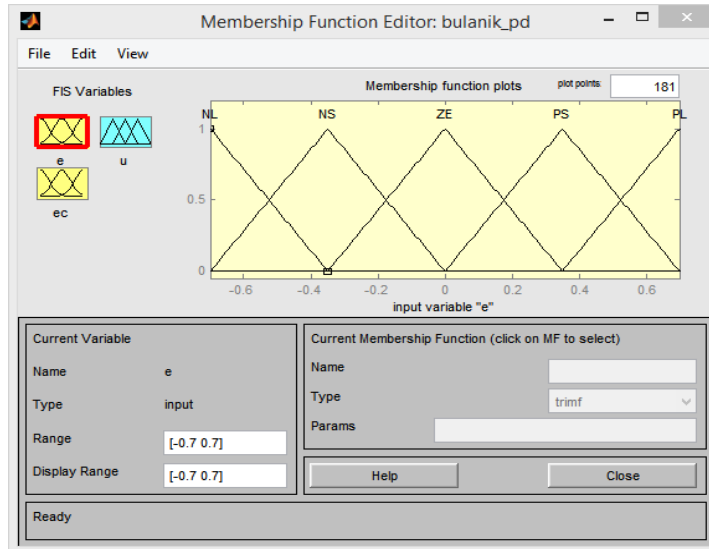 Membership Function Editor: bulanik_pd
File Edit View
FIS Variables
Membership function plots
plot points:
181
e
u
ec
NL NS ZE PS PL
1
0.5
0
-0.6 -0.4 -0.2 0 0.2 0.4 0.6
input variable "e"
Current Variable
Name e
Type input
Range [-0.7 0.7]
Display Range [-0.7 0.7]
Current Membership Function (click on MF to select)
Name
Type trimf
Params
Help Close
Ready